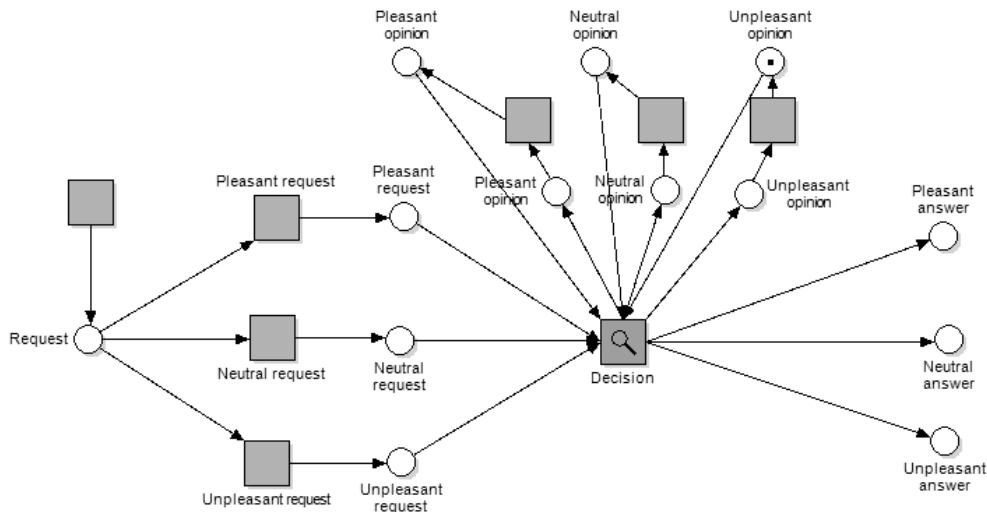 Pleasant
opinion
Neutral
opinion
Unpleasant
opinion
Pleasant request
Pleasant
request
Pleasant
opinion
Neutral
opinion
Unpleasant
opinion
Pleasant
answer
Request
Neutral request
Neutral
request
Decision
Neutral
answer
Unpleasant request
Unpleasant
request
Unpleasant
answer